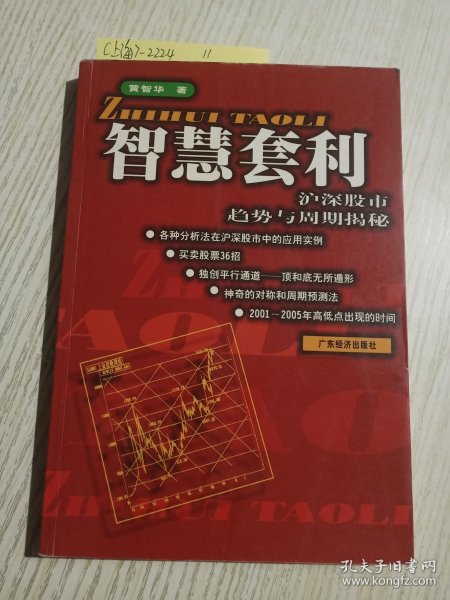 11
黄智华 著
ZHIHUI TAOLI
智慧套利
沪深股市
趋势与周期揭秘
●各种分析法在沪深股市中的应用实例
●买卖股票36招
●独创平行通道——顶和底无所遁形
●神奇的对称和周期预测法
●2001～2005年高低点出现的时间
广东经济出版社
ZHIHUI TAOLI
孔夫子旧书网
www.kongfz.com